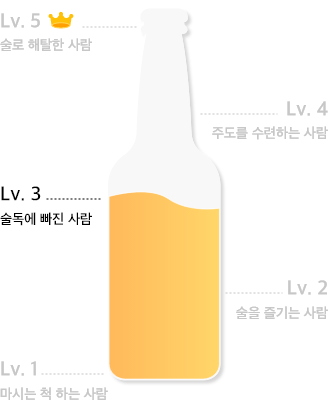 Lv. 5
술로 해탈한 사람
Lv. 4
주도를 수련하는 사람
Lv. 3
술독에 빠진 사람
Lv. 2
술을 즐기는 사람
Lv. 1
마시는 척 하는 사람